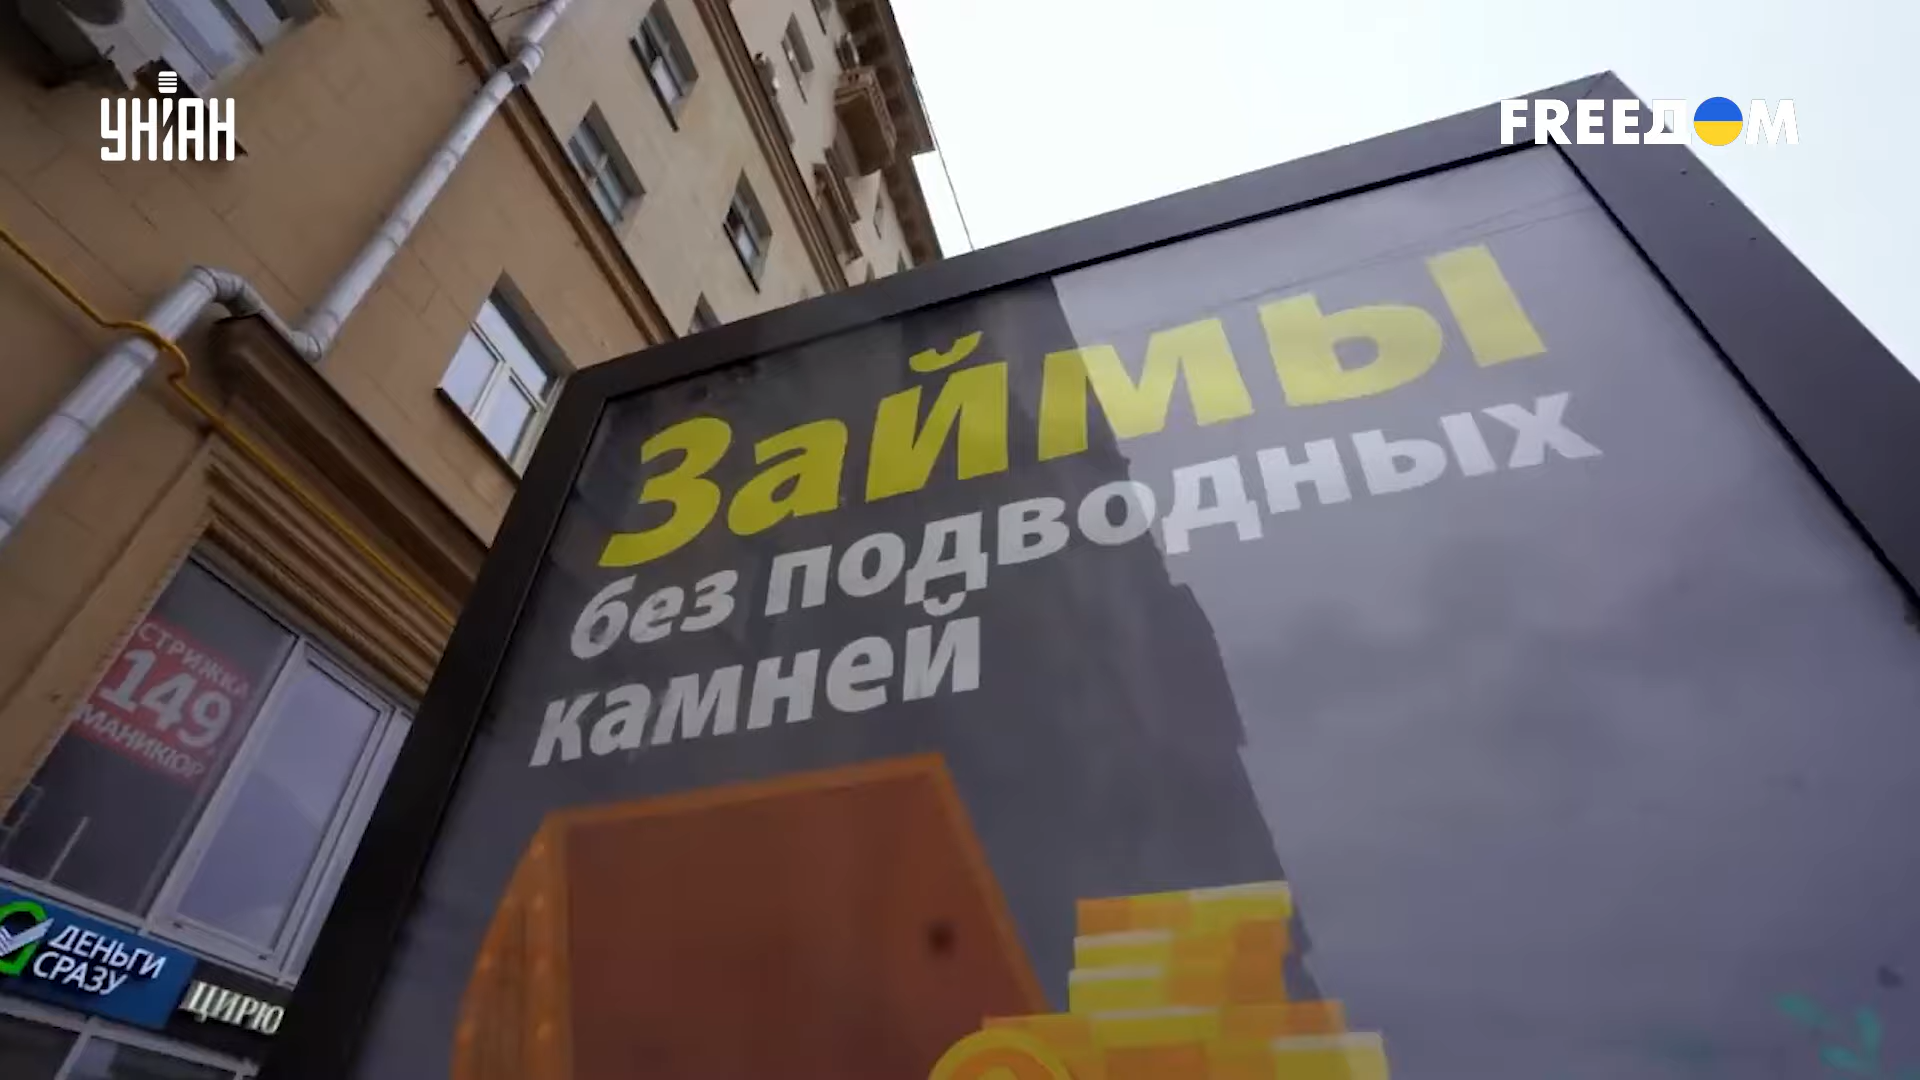 УНІАН
FREEДOM
Займы
без подводных
камней
СТРИЖКА
149
МАНИКЮР
ДЕНЬГИ
СРАЗУ
ЦИРЮ